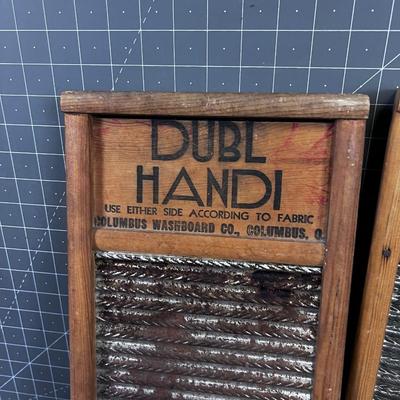 DUBL
HANDI
USE EITHER SIDE ACCORDING TO FABRIC
COLUMBUS WASHBOARD CO., COLUMBUS, O.